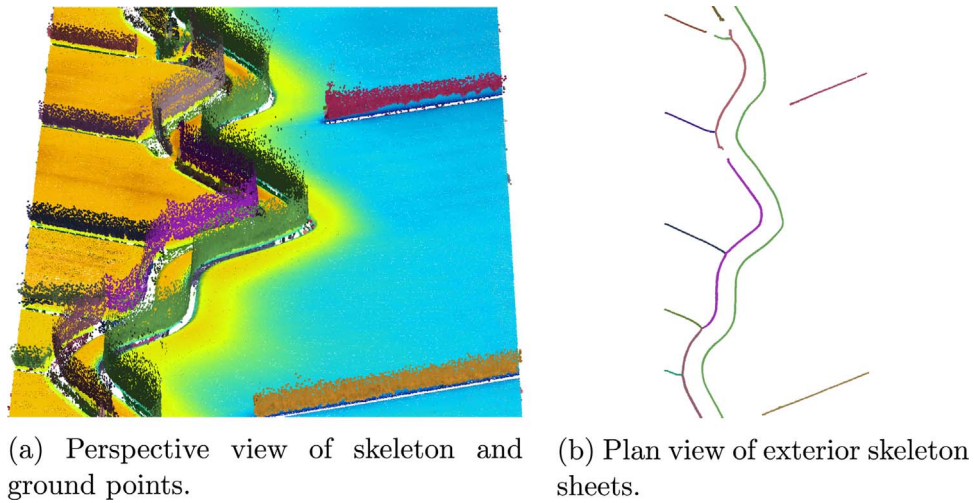 (a) Perspective view of skeleton and
ground points.
(b) Plan view of exterior skeleton
sheets.